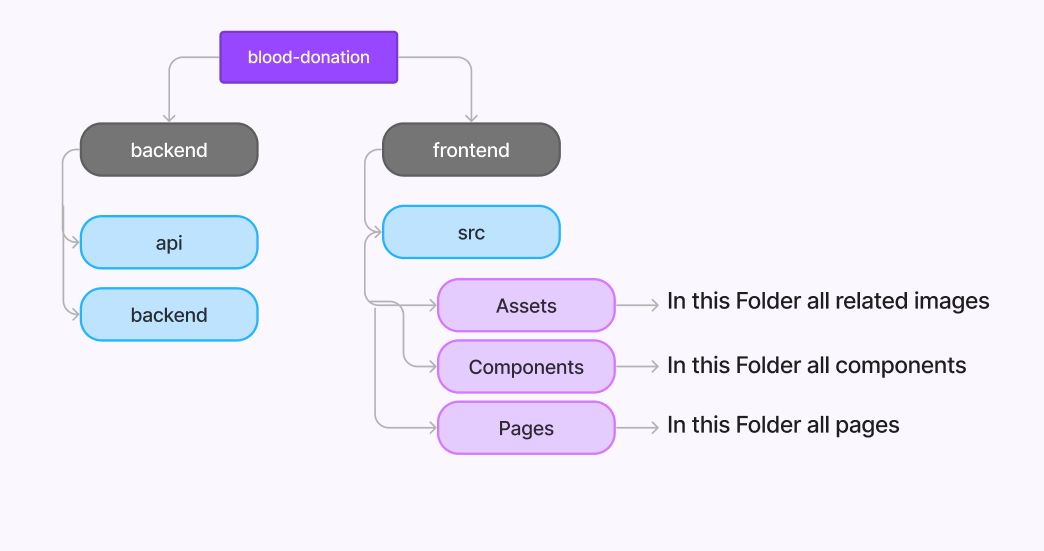 blood-donation
backend
frontend
api
src
backend
Assets
In this Folder all related images
Components
In this Folder all components
Pages
In this Folder all pages